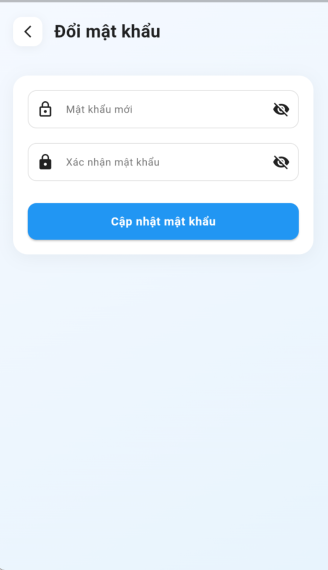 Đổi mật khẩu
Mật khẩu mới
Xác nhận mật khẩu
Cập nhật mật khẩu